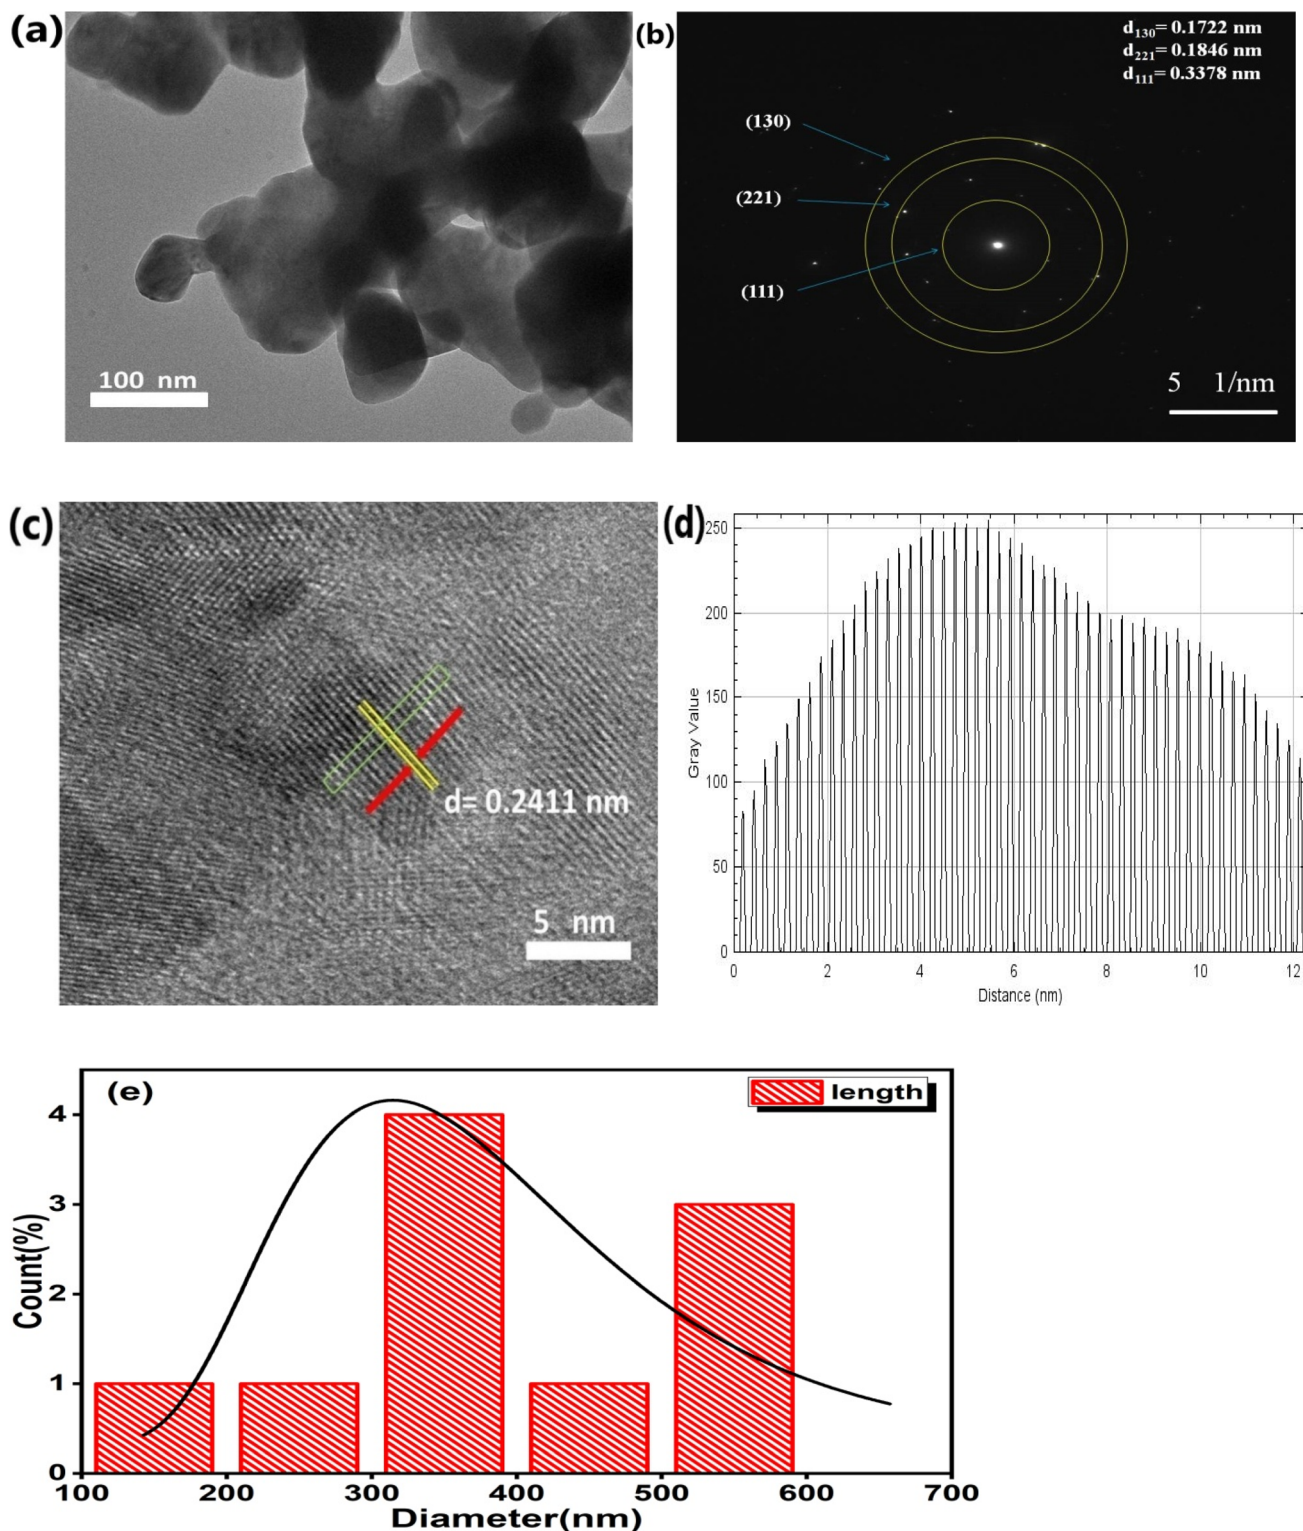 (a)
100 nm
(b)
d130= 0.1722 nm
d221= 0.1846 nm
d111= 0.3378 nm
(130)
(221)
(111)
5 1/nm
(c)
d= 0.2411 nm
5 nm
(d)
250
200
150
100
50
0
Gray Value
0 2 4 6 8 10 12
Distance (nm)
(e)
length
4
3
2
1
0
Count(%)
100 200 300 400 500 600 700
Diameter(nm)